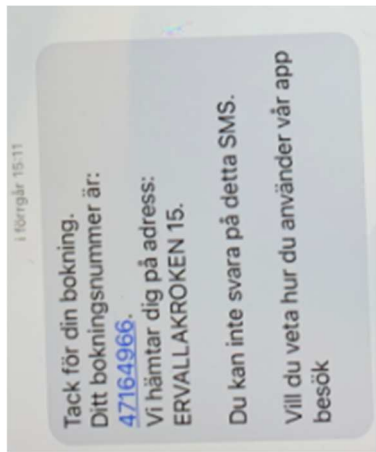 i förrgår 15:11
Tack för din bokning.
Ditt bokningsnummer är:
47164966.
Vi hämtar dig på adress:
ERVALLAKROKEN 15.
Du kan inte svara på detta SMS.
Vill du veta hur du använder vår app
besök